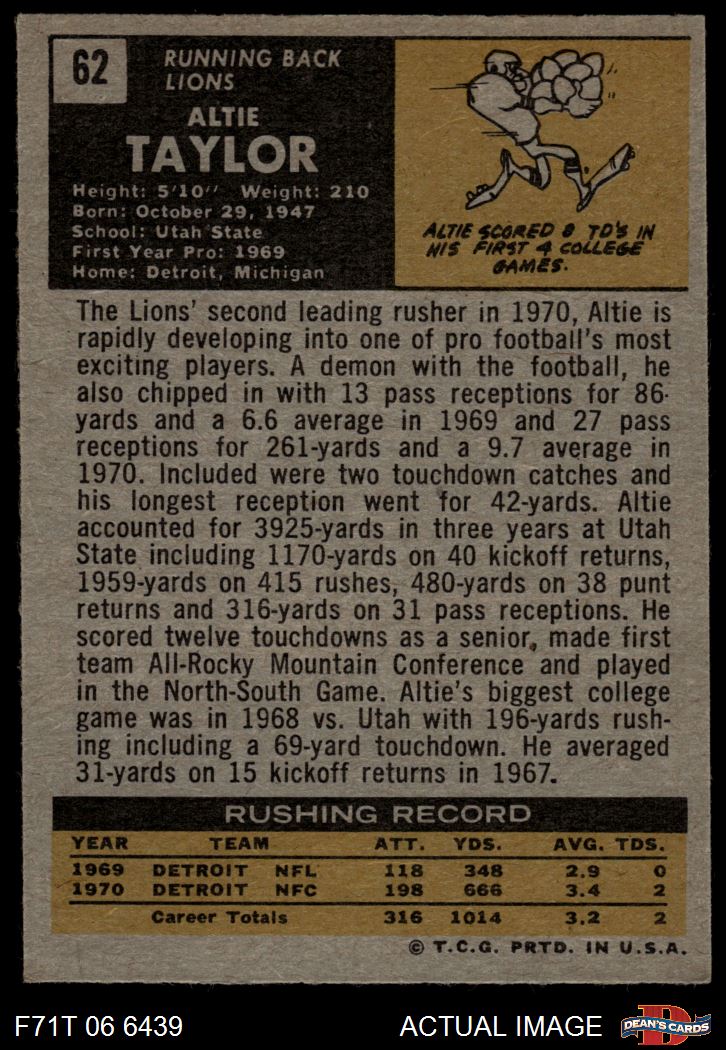 62
RUNNING BACK
LIONS
ALTIE
TAYLOR
Height: 5'10" Weight: 210
Born: October 29, 1947
School: Utah State
First Year Pro: 1969
Home: Detroit, Michigan
ALTIE SCORED 8 TD'S IN
HIS FIRST 4 COLLEGE
GAMES.
The Lions' second leading rusher in 1970, Altie is
rapidly developing into one of pro football's most
exciting players. A demon with the football, he
also chipped in with 13 pass receptions for 86-
yards and a 6.6 average in 1969 and 27 pass
receptions for 261-yards and a 9.7 average in
1970. Included were two touchdown catches and
his longest reception went for 42-yards. Altie
accounted for 3925-yards in three years at Utah
State including 1170-yards on 40 kickoff returns,
1959-yards on 415 rushes, 480-yards on 38 punt
returns and 316-yards on 31 pass receptions. He
scored twelve touchdowns as a senior, made first
team All-Rocky Mountain Conference and played
in the North-South Game. Altie's biggest college
game was in 1968 vs. Utah with 196-yards rush-
ing including a 69-yard touchdown. He averaged
31-yards on 15 kickoff returns in 1967.
RUSHING RECORD
YEAR TEAM ATT. YDS. AVG. TDS.
1969 DETROIT NFL 118 348 2.9 0
1970 DETROIT NFC 198 666 3.4 2
Career Totals 316 1014 3.2 2
© T.C.G. PRTD. IN U.S.A.
F71T 06 6439 ACTUAL IMAGE D DEAN'S CARDS